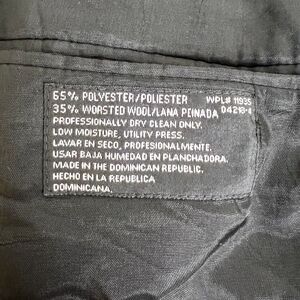 65% POLYESTER/POLIESTER WPL# 11935
35% WORSTED WOOL/LANA PEINADA 04216-1
PROFESSIONALLY DRY CLEAN ONLY.
LOW MOISTURE, UTILITY PRESS.
LAVAR EN SECO, PROFESIONALMENTE.
USAR BAJA HUMEDAD EN PLANCHADORA.
MADE IN THE DOMINICAN REPUBLIC.
HECHO EN LA REPUBLICA
DOMINICANA.